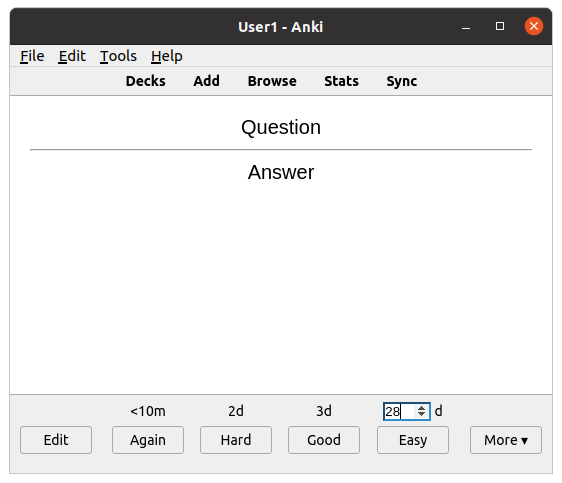 User1 - Anki
File Edit Tools Help
Decks Add Browse Stats Sync
Question
Answer
<10m 2d 3d 28 d
Edit Again Hard Good Easy More ▾